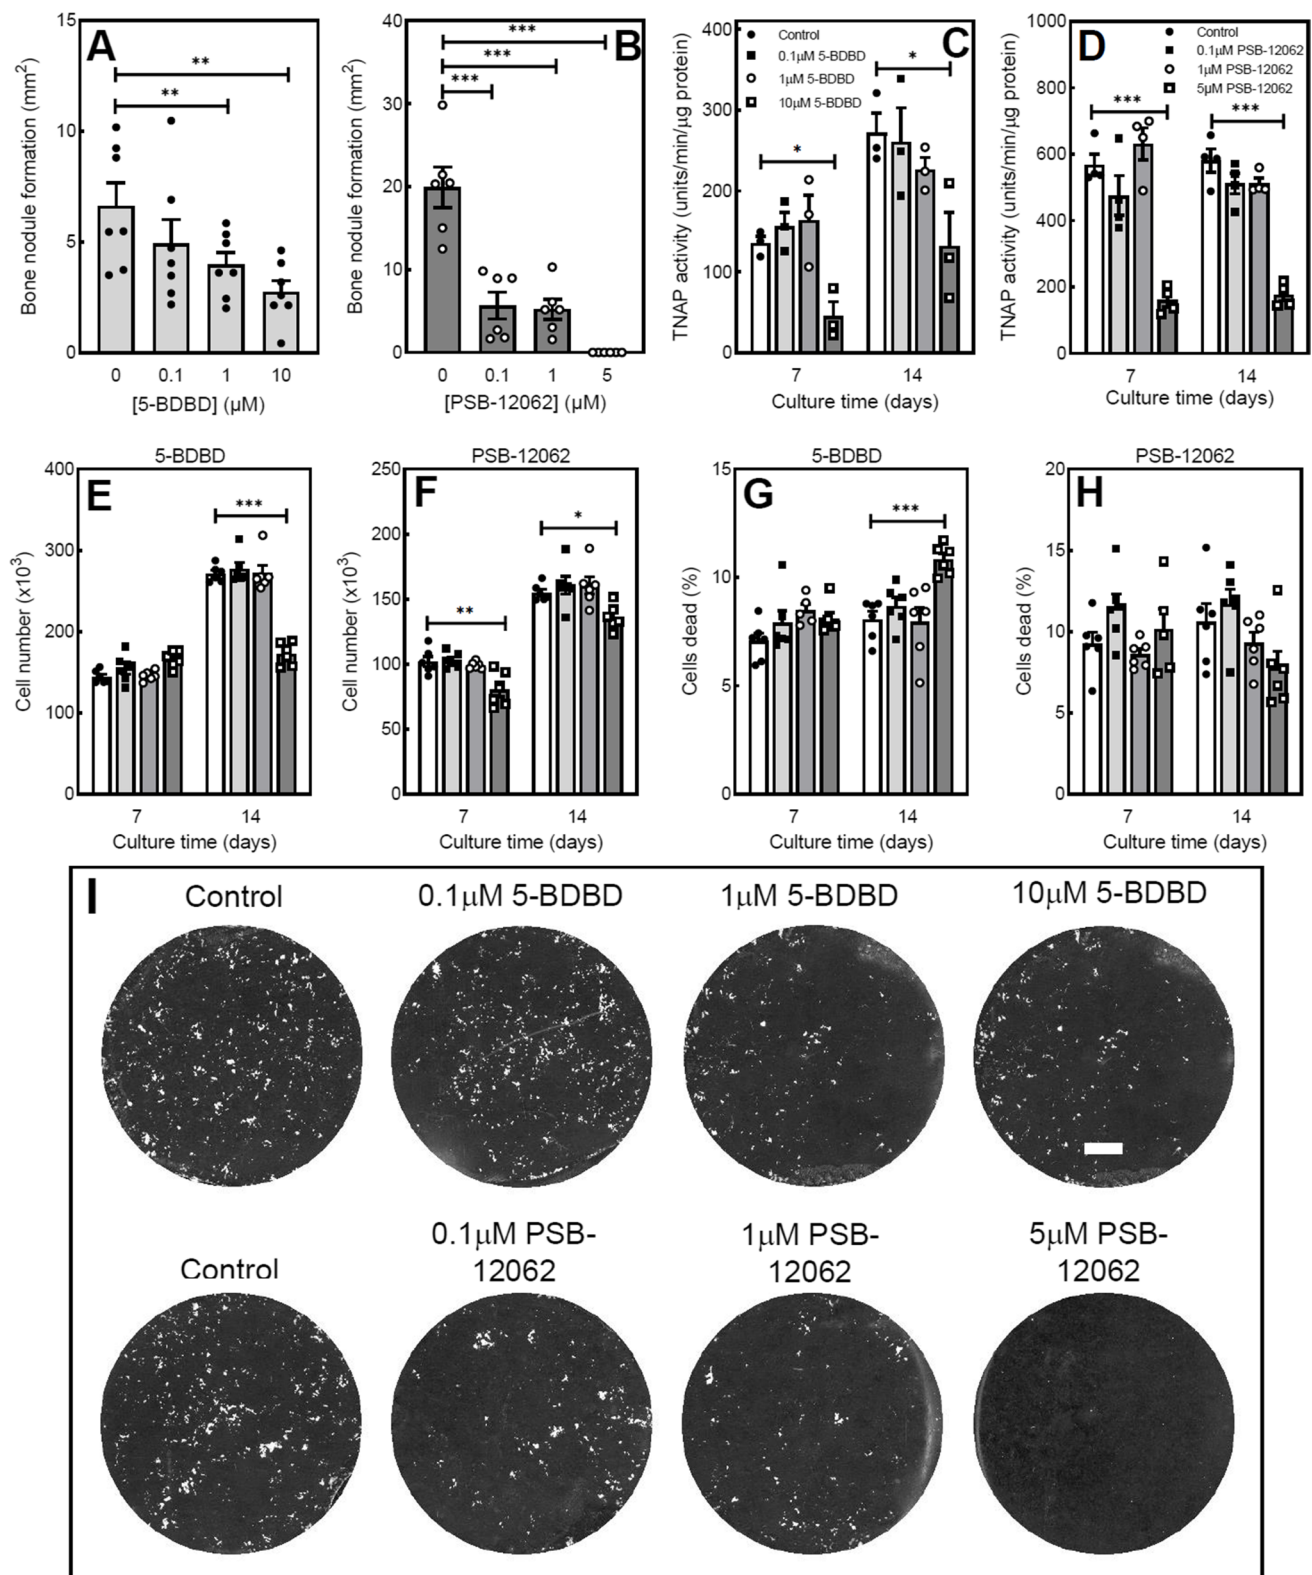 A
Bone nodule formation (mm2)
15
10
5
0
**
**
0 0.1 1 10
[5-BDBD] (µM)
B
Bone nodule formation (mm2)
40
30
20
10
0
***
***
***
0 0.1 1 5
[PSB-12062] (µM)
C
TNAP activity (units/min/µg protein)
400
300
200
100
0
Control
0.1µM 5-BDBD
1µM 5-BDBD
10µM 5-BDBD
*
*
7 14
Culture time (days)
D
TNAP activity (units/min/µg protein)
1000
800
600
400
200
0
Control
0.1µM PSB-12062
1µM PSB-12062
5µM PSB-12062
***
***
7 14
Culture time (days)
5-BDBD
E
Cell number (x103)
400
300
200
100
0
***
7 14
Culture time (days)
PSB-12062
F
Cell number (x103)
250
200
150
100
50
0
**
*
7 14
Culture time (days)
5-BDBD
G
Cells dead (%)
15
10
5
0
***
7 14
Culture time (days)
PSB-12062
H
Cells dead (%)
20
15
10
5
0
7 14
Culture time (days)
I
Control
0.1µM 5-BDBD
1µM 5-BDBD
10µM 5-BDBD
Control
0.1µM PSB-
12062
1µM PSB-
12062
5µM PSB-
12062